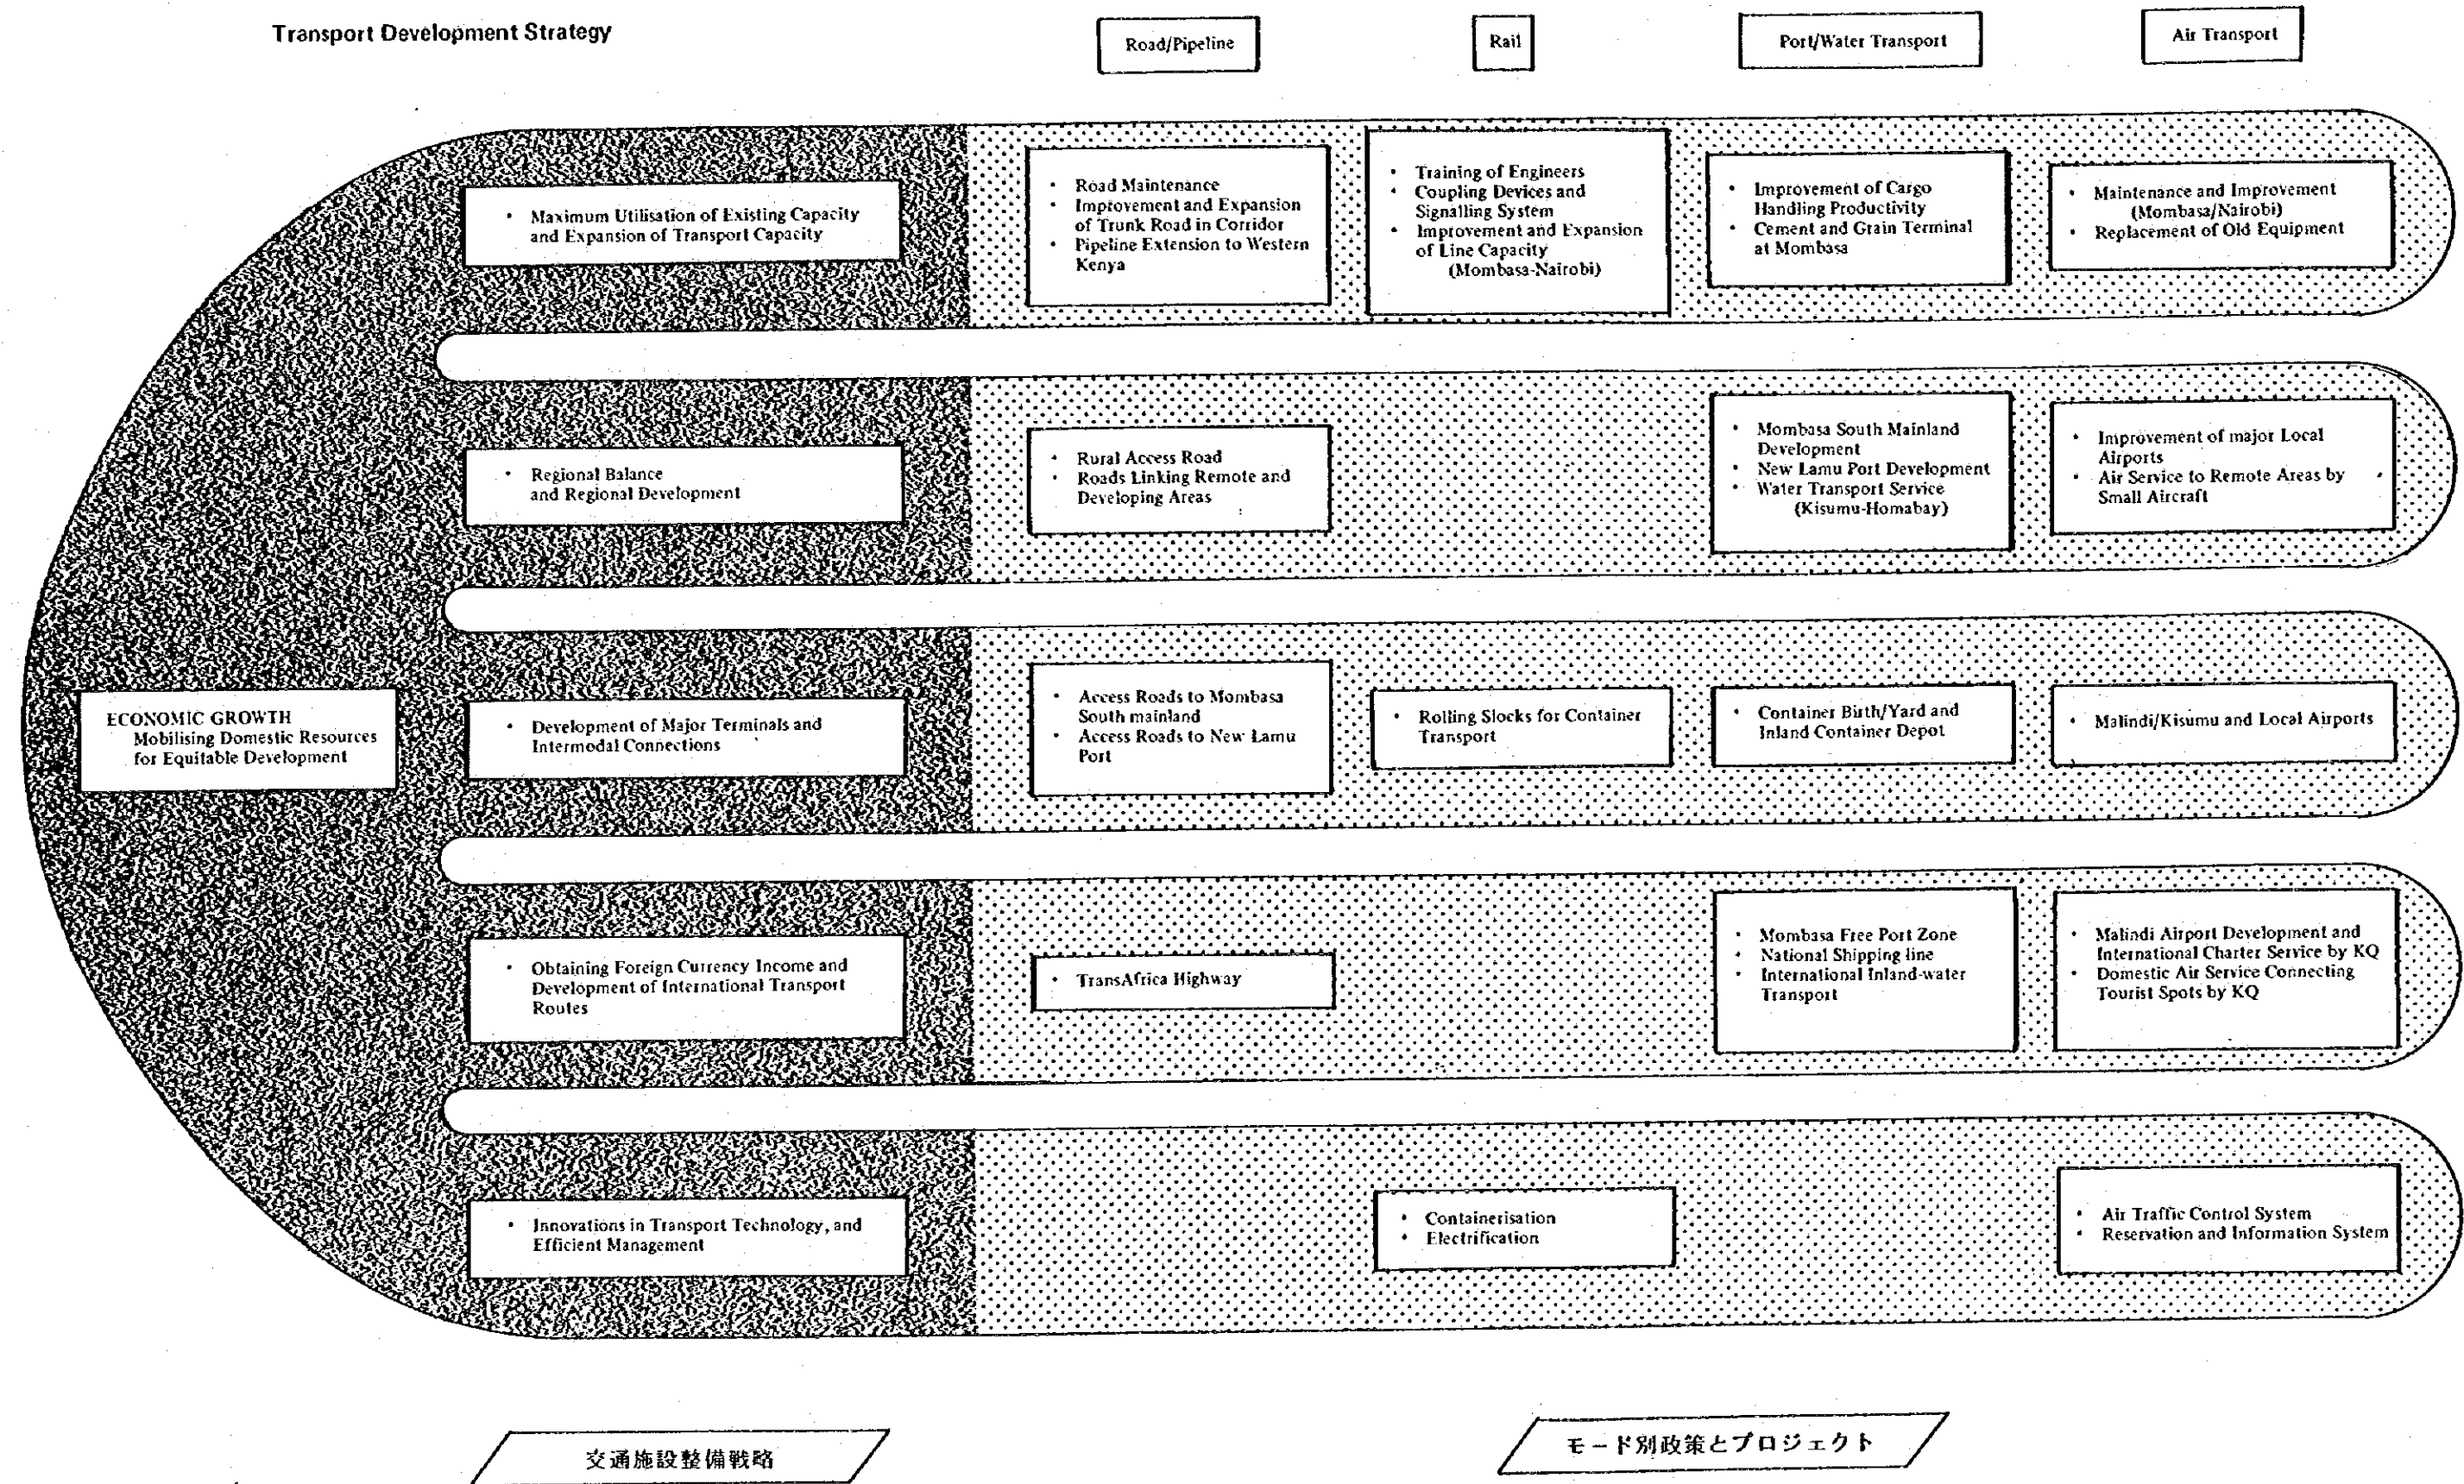 Transport Development Strategy
Road/Pipeline
Rail
Port/Water Transport
Air Transport
• Maximum Utilisation of Existing Capacity
and Expansion of Transport Capacity
• Road Maintenance
• Improvement and Expansion
of Trunk Road in Corridor
• Pipeline Extension to Western
Kenya
• Training of Engineers
• Coupling Devices and
Signalling System
• Improvement and Expansion
of Line Capacity
(Mombasa-Nairobi)
• Improvement of Cargo
Handling Productivity
• Cement and Grain Terminal
at Mombasa
• Maintenance and Improvement
(Mombasa/Nairobi)
• Replacement of Old Equipment
• Regional Balance
and Regional Development
• Rural Access Road
• Roads Linking Remote and
Developing Areas
• Mombasa South Mainland
Development
• New Lamu Port Development
• Water Transport Service
(Kisumu-Homabay)
• Improvement of major Local
Airports
• Air Service to Remote Areas by
Small Aircraft
ECONOMIC GROWTH
Mobilising Domestic Resources
for Equitable Development
• Development of Major Terminals and
Intermodal Connections
• Access Roads to Mombasa
South mainland
• Access Roads to New Lamu
Port
• Rolling Slocks for Container
Transport
• Container Birth/Yard and
Inland Container Depot
• Malindi/Kisumu and Local Airports
• Obtaining Foreign Currency Income and
Development of International Transport
Routes
• TransAfrica Highway
• Mombasa Free Port Zone
• National Shipping line
• International Inland-water
Transport
• Malindi Airport Development and
International Charter Service by KQ
• Domestic Air Service Connecting
Tourist Spots by KQ
• Innovations in Transport Technology, and
Efficient Management
• Containerisation
• Electrification
• Air Traffic Control System
• Reservation and Information System
交通施設整備戦略
モード別政策とプロジェクト